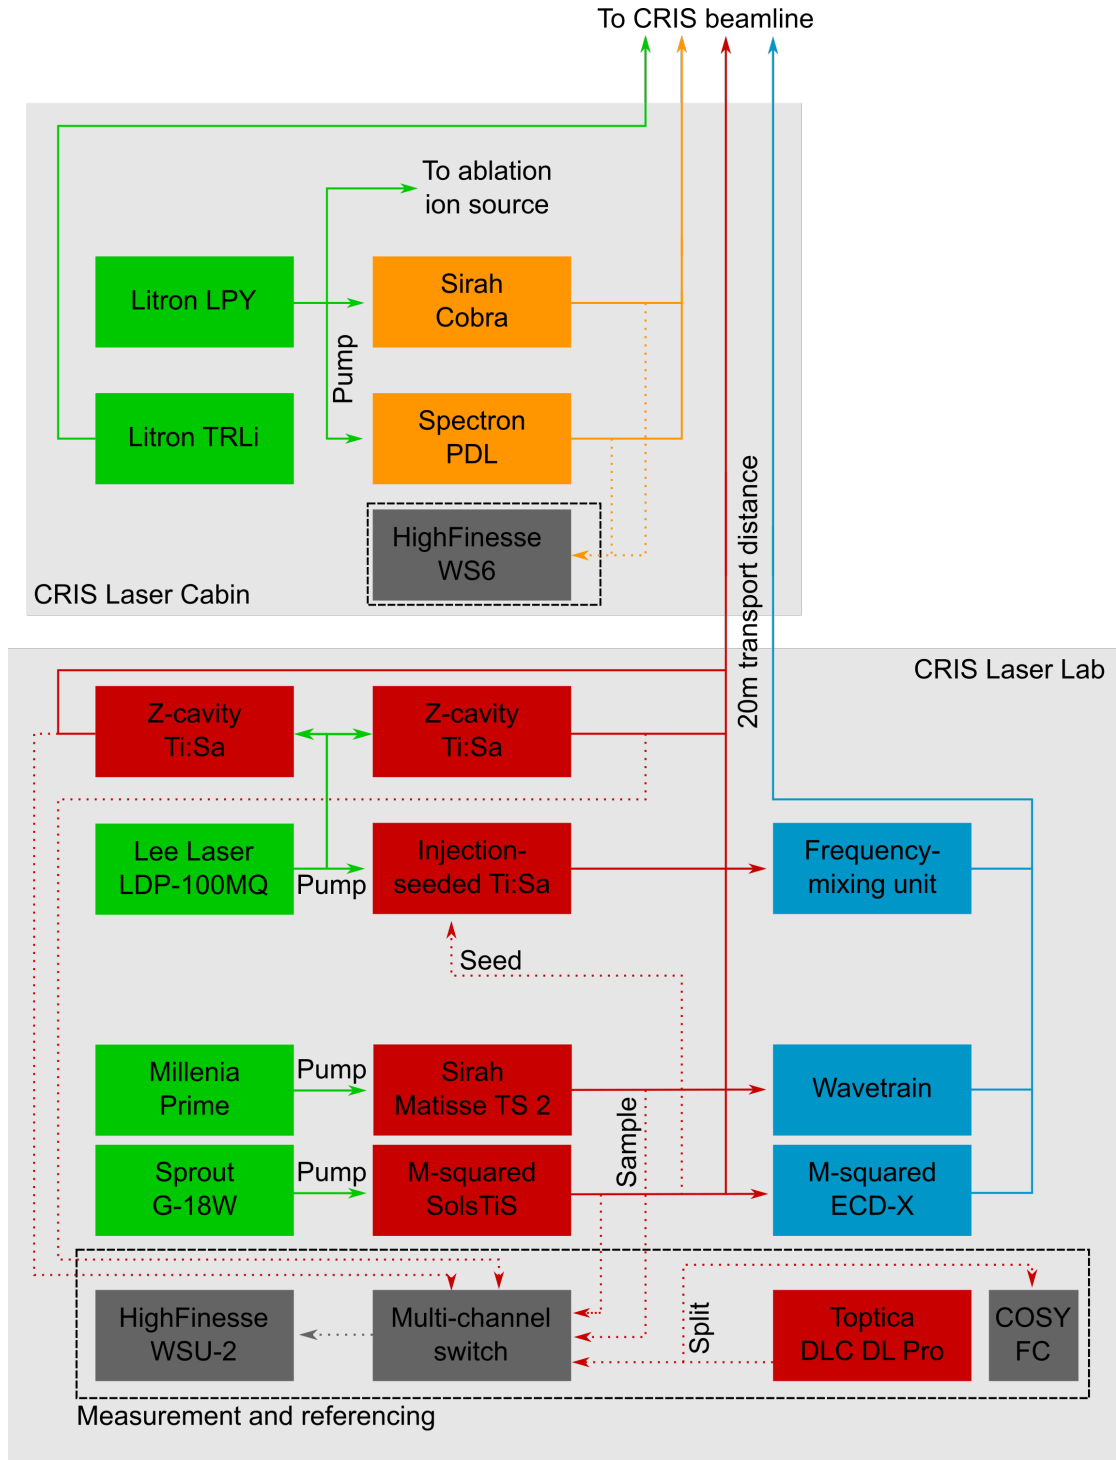 To CRIS beamline
To ablation
ion source
Litron LPY
Sirah
Cobra
Pump
Litron TRLi
Spectron
PDL
HighFinesse
WS6
CRIS Laser Cabin
20m transport distance
CRIS Laser Lab
Z-cavity
Ti:Sa
Z-cavity
Ti:Sa
Lee Laser
LDP-100MQ
Pump
Injection-
seeded Ti:Sa
Frequency-
mixing unit
Seed
Millenia
Prime
Pump
Sirah
Matisse TS 2
Sample
Wavetrain
Sprout
G-18W
Pump
M-squared
SolsTiS
M-squared
ECD-X
HighFinesse
WSU-2
Multi-channel
switch
Split
Toptica
DLC DL Pro
COSY
FC
Measurement and referencing